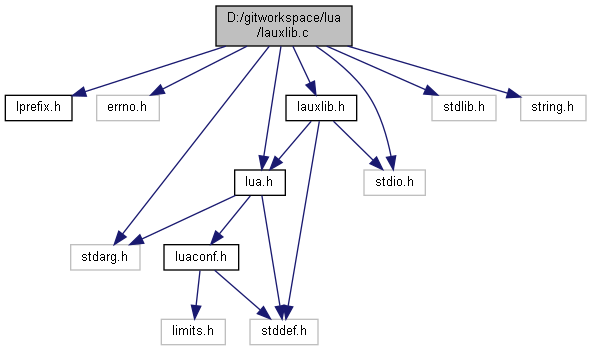 D:/gitworkspace/lua
/lauxlib.c
lprefix.h
errno.h
lauxlib.h
stdlib.h
string.h
lua.h
stdio.h
stdarg.h
luaconf.h
limits.h
stddef.h